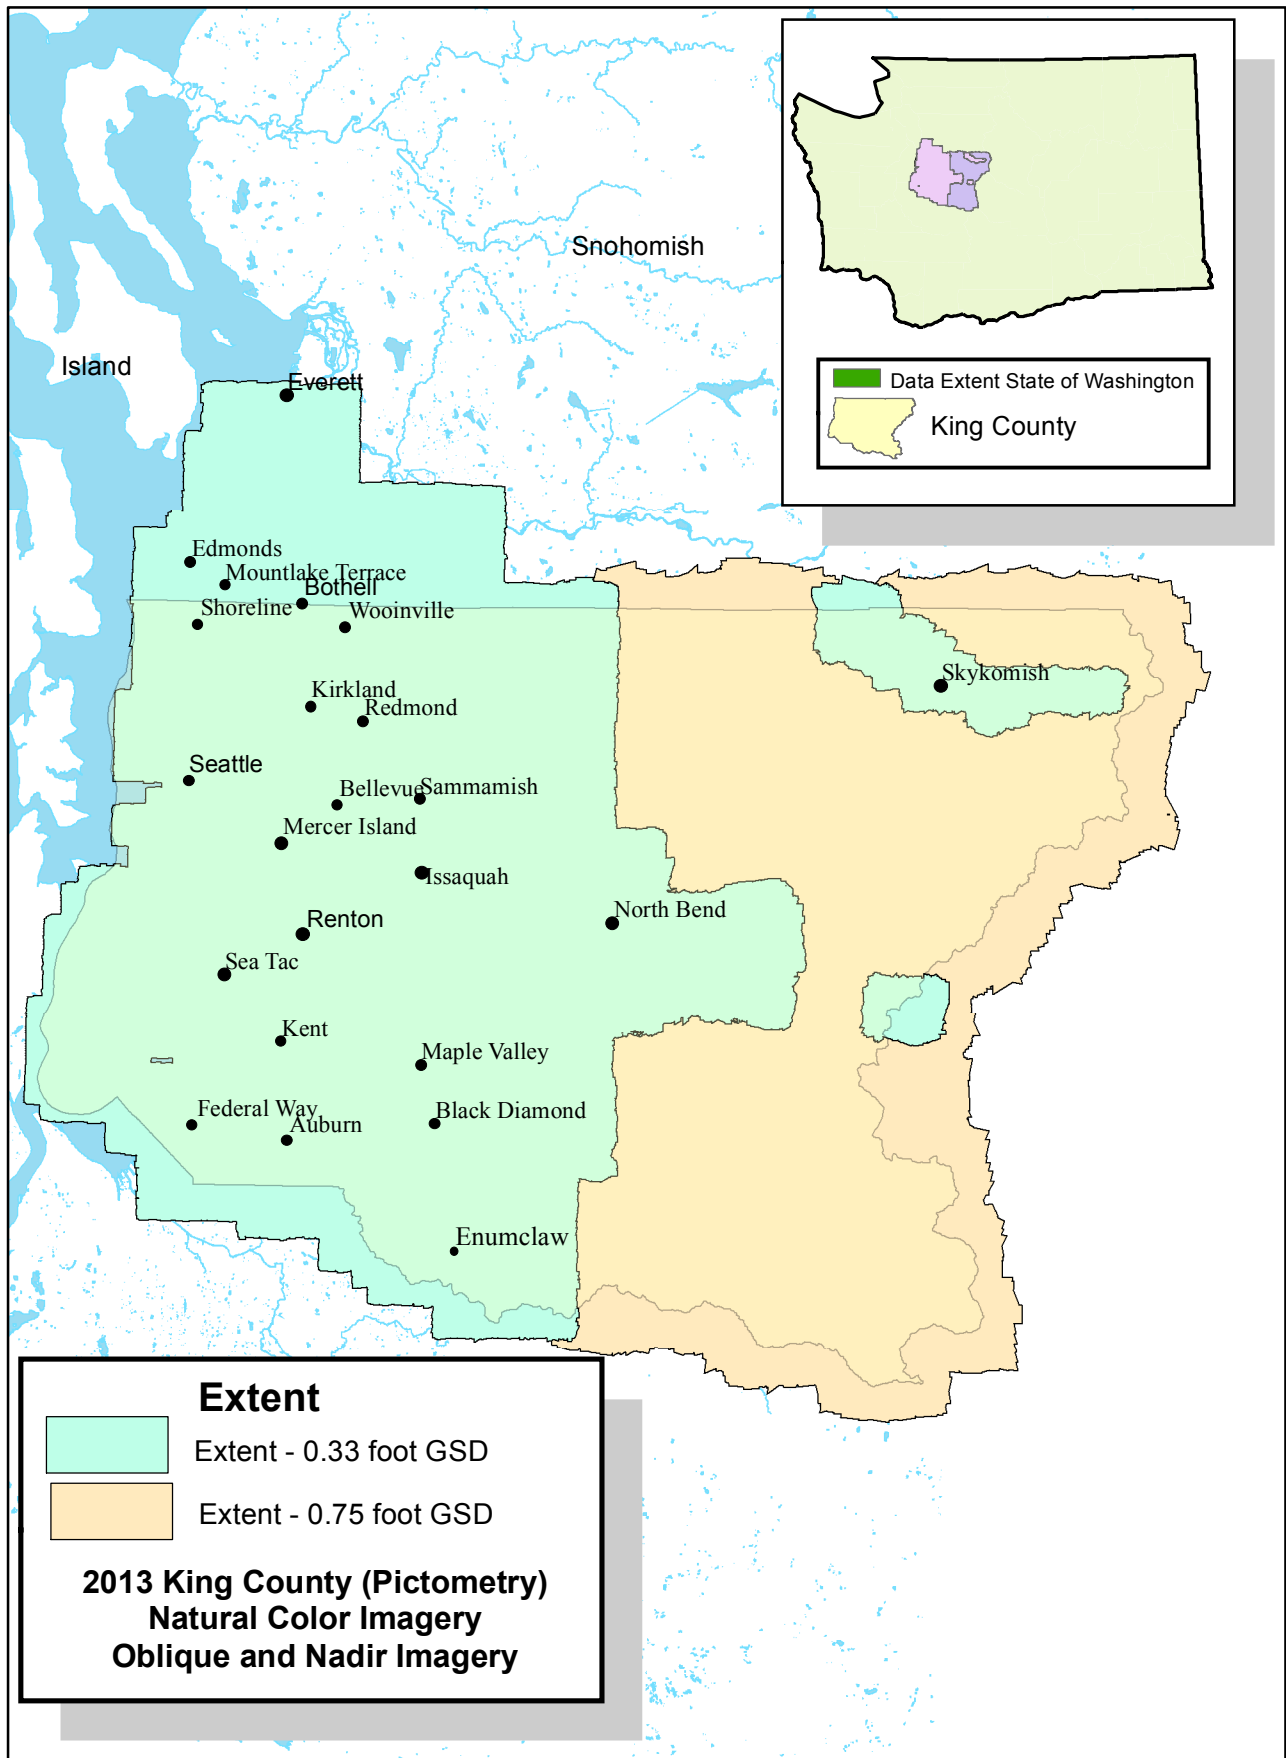 Snohomish
Island
Data Extent State of Washington
King County
Everett
Edmonds
Mountlake Terrace
Bothell
Shoreline
Wooinville
Skykomish
Kirkland
Redmond
Seattle
Bellevue
Sammamish
Mercer Island
Issaquah
North Bend
Renton
Sea Tac
Kent
Maple Valley
Federal Way
Black Diamond
Auburn
Enumclaw
Extent
Extent - 0.33 foot GSD
Extent - 0.75 foot GSD
2013 King County (Pictometry)
Natural Color Imagery
Oblique and Nadir Imagery